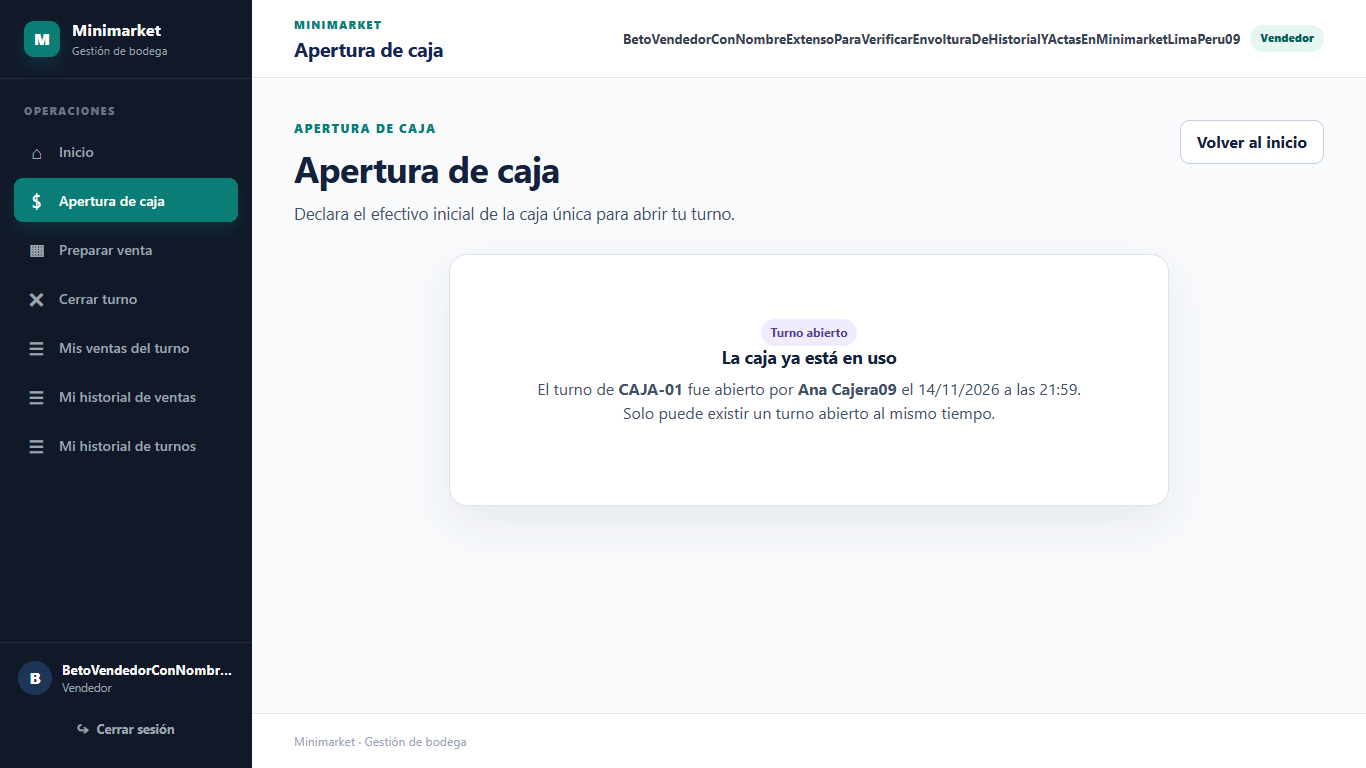 M
Minimarket
Gestión de bodega
OPERACIONES
Inicio
$ Apertura de caja
Preparar venta
Cerrar turno
Mis ventas del turno
Mi historial de ventas
Mi historial de turnos
B
BetoVendedorConNombr...
Vendedor
Cerrar sesión
MINIMARKET
Apertura de caja
BetoVendedorConNombreExtensoParaVerificarEnvolturaDeHistorialYActasEnMinimarketLimaPeru09
Vendedor
APERTURA DE CAJA
Apertura de caja
Declara el efectivo inicial de la caja única para abrir tu turno.
Volver al inicio
Turno abierto
La caja ya está en uso
El turno de CAJA-01 fue abierto por Ana Cajera09 el 14/11/2026 a las 21:59.
Solo puede existir un turno abierto al mismo tiempo.
Minimarket · Gestión de bodega